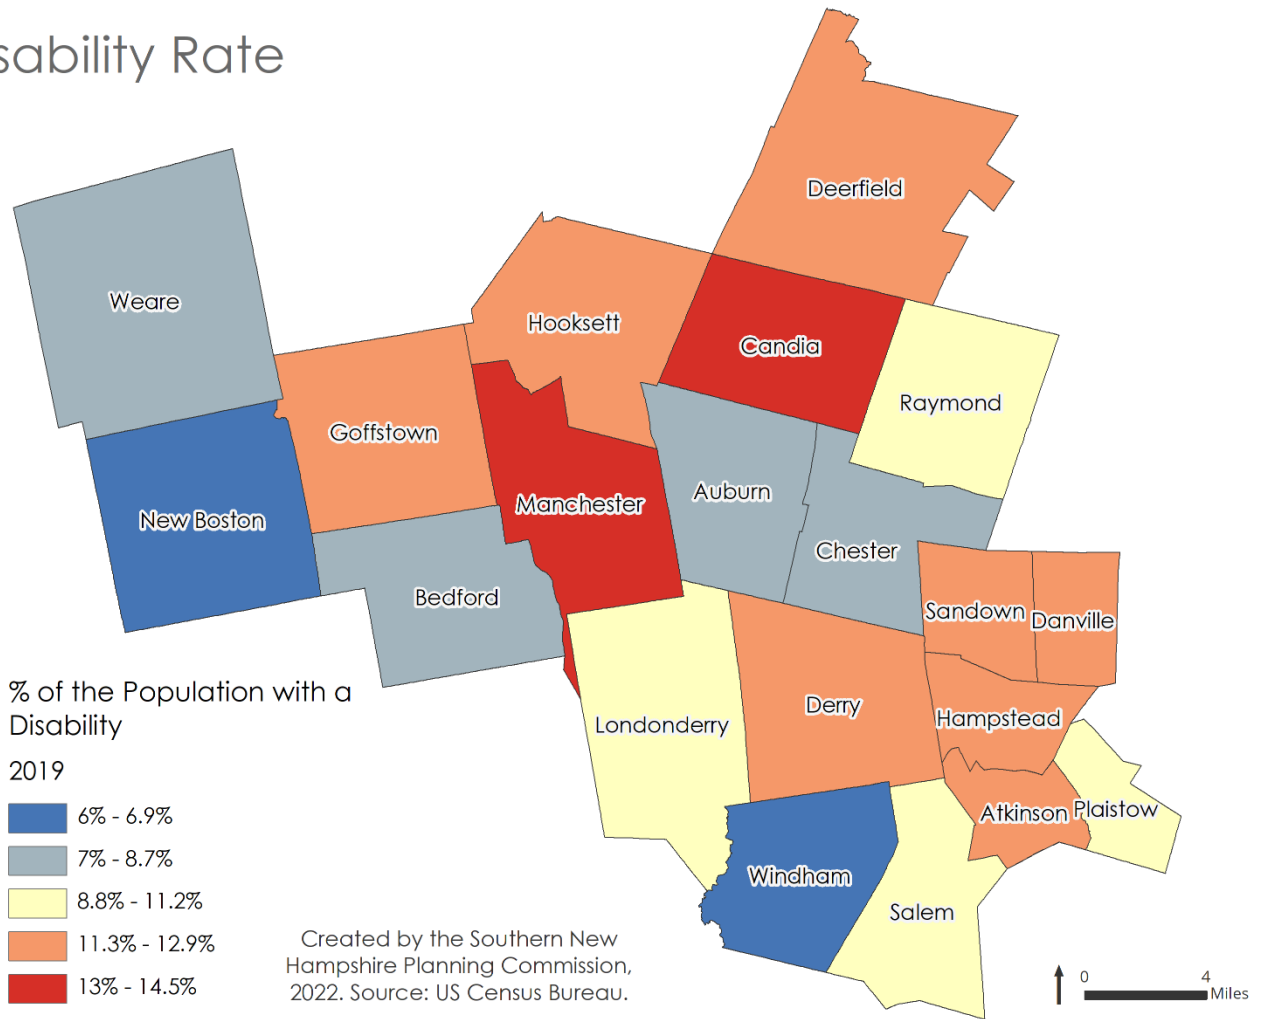 sability Rate
Deerfield
Weare
Hooksett
Candia
Raymond
Goffstown
Auburn
Manchester
New Boston
Chester
Bedford
Sandown
Danville
Derry
Hampstead
Londonderry
Atkinson
Plaistow
Windham
Salem
% of the Population with a
Disability
2019
6% - 6.9%
7% - 8.7%
8.8% - 11.2%
11.3% - 12.9%
13% - 14.5%
Created by the Southern New
Hampshire Planning Commission,
2022. Source: US Census Bureau.
0 4
Miles